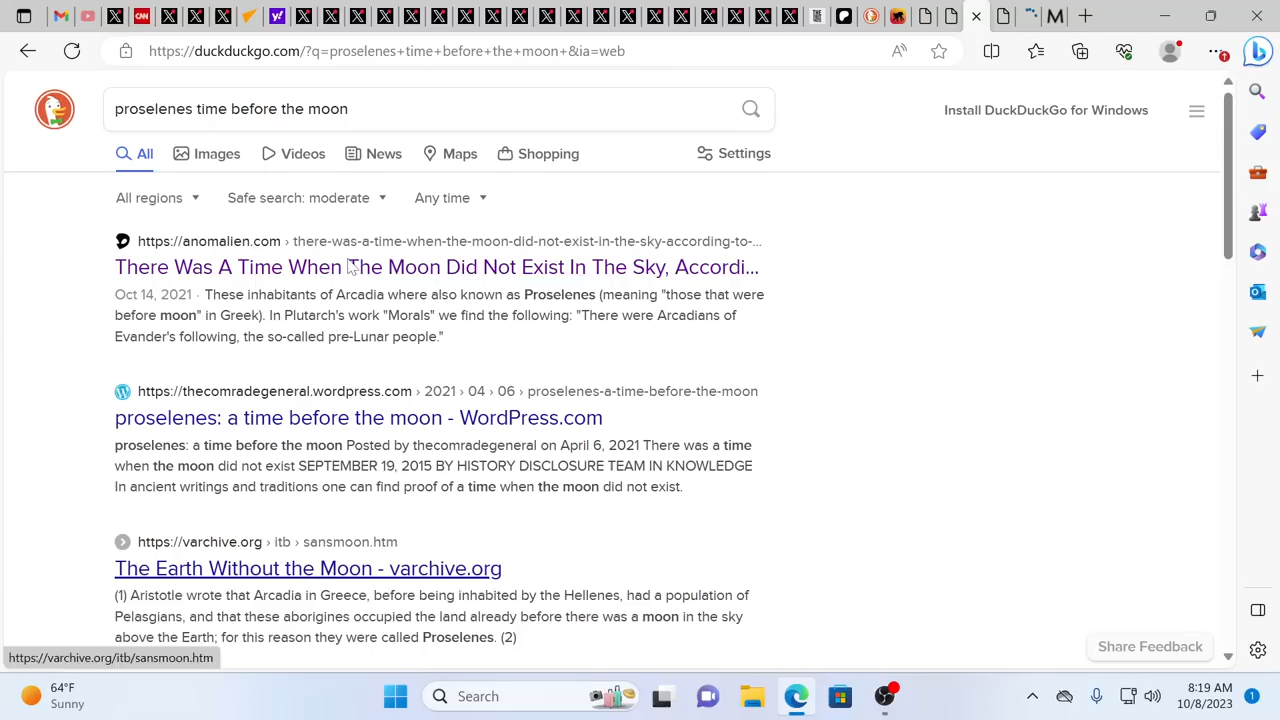 https://duckduckgo.com/?q=proselenes+time+before+the+moon+&ia=web
proselenes time before the moon
Install DuckDuckGo for Windows
All
Images
Videos
News
Maps
Shopping
Settings
All regions
Safe search: moderate
Any time
https://anomalien.com › there-was-a-time-when-the-moon-did-not-exist-in-the-sky-according-to-...
There Was A Time When The Moon Did Not Exist In The Sky, Accordi...
Oct 14, 2021 · These inhabitants of Arcadia where also known as Proselenes (meaning "those that were
before moon" in Greek). In Plutarch's work "Morals" we find the following: "There were Arcadians of
Evander's following, the so-called pre-Lunar people."
https://thecomradegeneral.wordpress.com › 2021 › 04 › 06 › proselenes-a-time-before-the-moon
proselenes: a time before the moon - WordPress.com
proselenes: a time before the moon Posted by thecomradegeneral on April 6, 2021 There was a time
when the moon did not exist SEPTEMBER 19, 2015 BY HISTORY DISCLOSURE TEAM IN KNOWLEDGE
In ancient writings and traditions one can find proof of a time when the moon did not exist.
https://varchive.org › itb › sansmoon.htm
The Earth Without the Moon - varchive.org
(1) Aristotle wrote that Arcadia in Greece, before being inhabited by the Hellenes, had a population of
Pelasgians, and that these aborigines occupied the land already before there was a moon in the sky
above the Earth; for this reason they were called Proselenes. (2)
Share Feedback
https://varchive.org/itb/sansmoon.htm
64°F
Sunny
Search
8:19 AM
10/8/2023
1